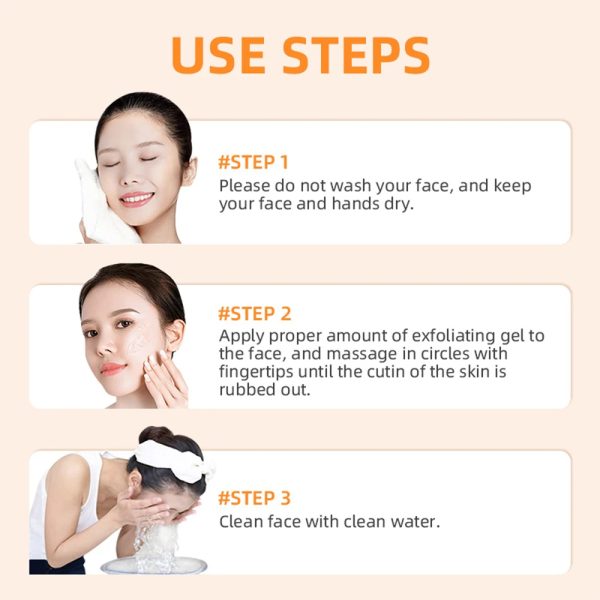 USE STEPS
#STEP 1
Please do not wash your face, and keep
your face and hands dry.
#STEP 2
Apply proper amount of exfoliating gel to
the face, and massage in circles with
fingertips until the cutin of the skin is
rubbed out.
#STEP 3
Clean face with clean water.